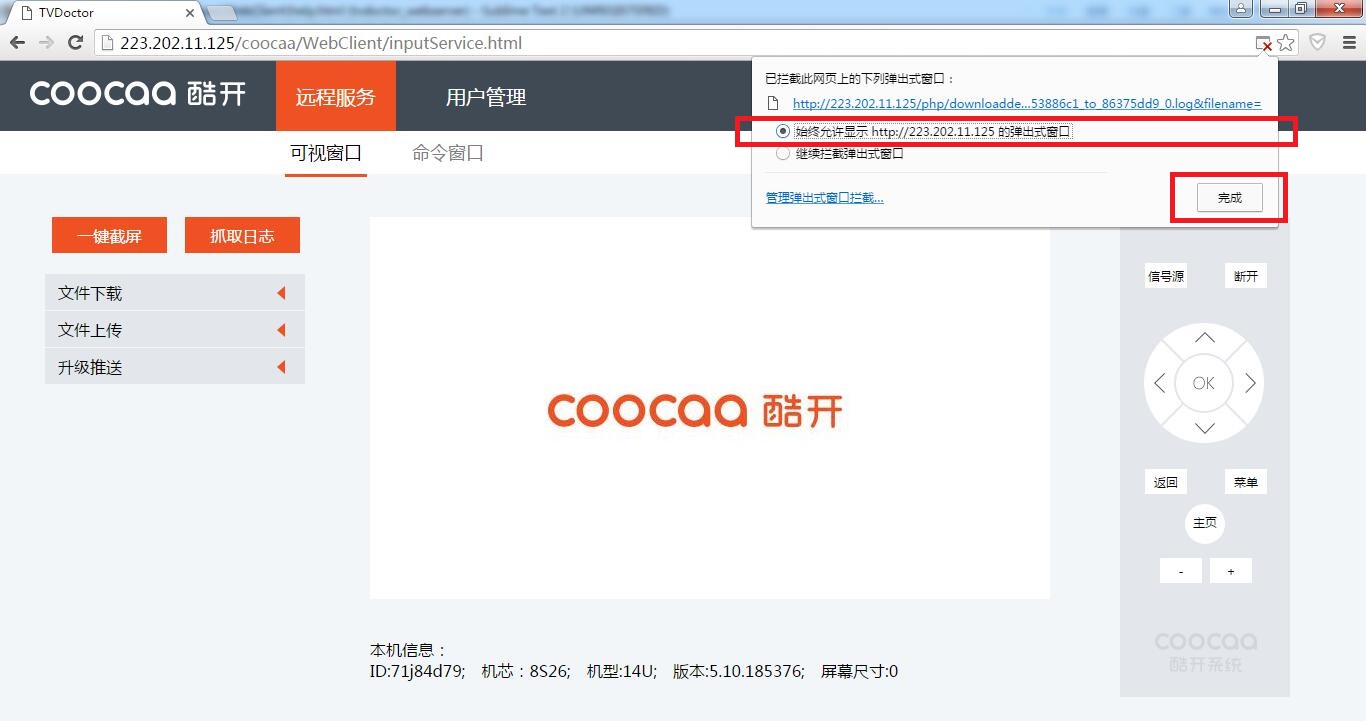 TVDoctor
223.202.11.125/coocaa/WebClient/inputService.html
coocaa 酷开
远程服务
用户管理
可视窗口
命令窗口
已拦截此网页上的下列弹出式窗口：
http://223.202.11.125/php/downloadde...53886c1_to_86375dd9_0.log&filename=
始终允许显示 http://223.202.11.125 的弹出式窗口
继续拦截弹出式窗口
管理弹出式窗口拦截...
完成
一键截屏
抓取日志
文件下载
文件上传
升级推送
coocaa 酷开
信号源
断开
OK
返回
菜单
主页
-
+
coocaa
酷开系统
本机信息：
ID:71j84d79; 机芯：8S26; 机型:14U; 版本:5.10.185376; 屏幕尺寸:0